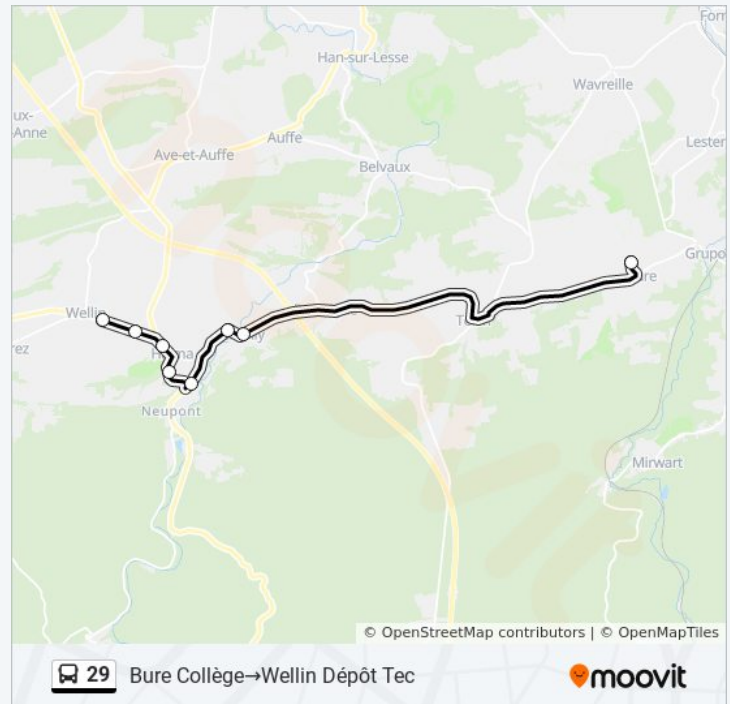 Forr
Han-sur-Lesse
Wavreille
ux-
-Anne
Auffe
Lester
Ave-et-Auffe
Belvaux
Grupo
Wellin
rez
Neupont
Mirwart
© OpenStreetMap contributors | © OpenMapTiles
29 Bure Collège→Wellin Dépôt Tec
moovit